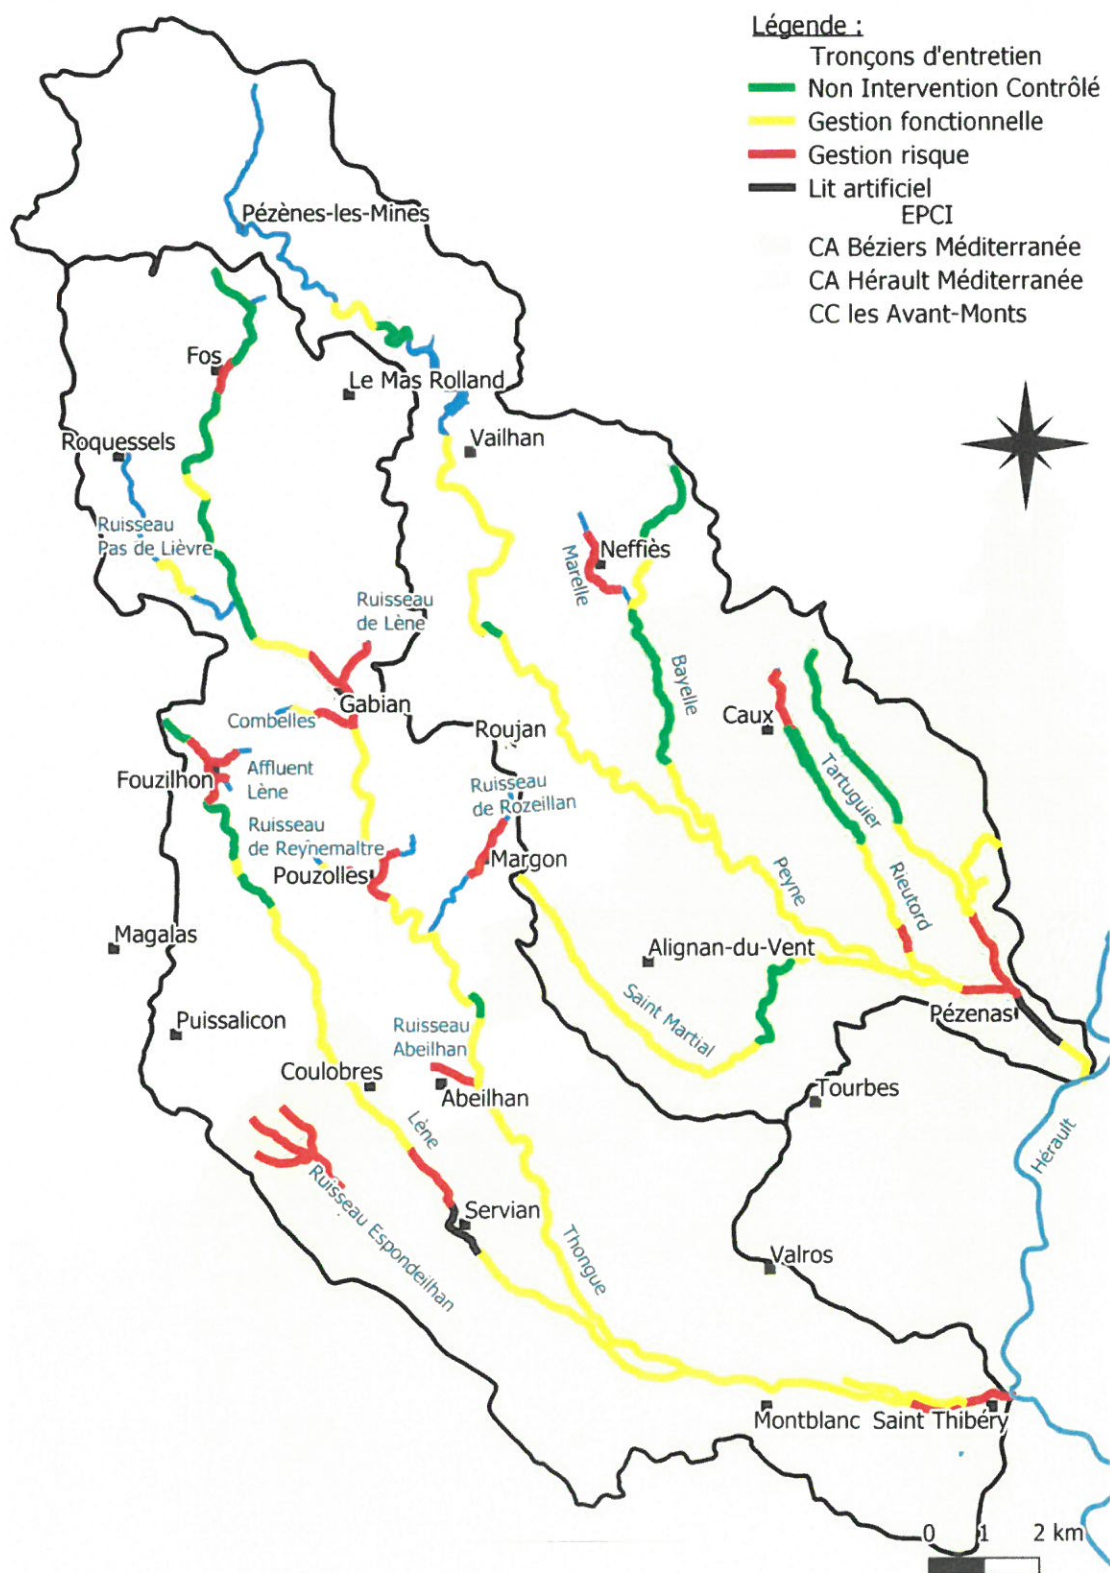 Légende :
Tronçons d'entretien
Non Intervention Contrôlé
Gestion fonctionnelle
Gestion risque
Lit artificiel
EPCI
CA Béziers Méditerranée
CA Hérault Méditerranée
CC les Avant-Monts
Pézènes-les-Mines
Fos
Le Mas Rolland
Roquessels
Vailhan
Ruisseau
Pas de Lièvre
Neffiès
Marelle
Ruisseau
de Lène
Bayelle
Gabian
Combelles
Roujan
Caux
Tartuguier
Fouzilhon
Affluent
Lène
Ruisseau
de Rozeillan
Ruisseau
de Reynemaltre
Pouzolles
Margon
Peyne
Rieutord
Magalas
Alignan-du-Vent
Saint Martial
Pézenas
Puissalicon
Ruisseau
Abeilhan
Coulobres
Abeilhan
Tourbes
Lène
Hérault
Ruisseau Espondeilhan
Servian
Thongue
Valros
Montblanc
Saint Thibéry
0 1 2 km